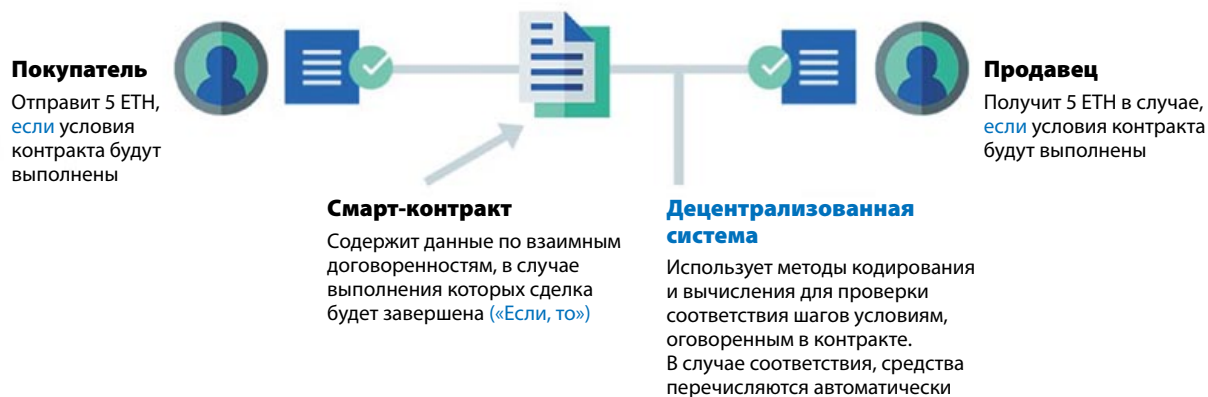 Покупатель
Отправит 5 ETH,
если условия
контракта будут
выполнены
Продавец
Получит 5 ETH в случае,
если условия контракта
будут выполнены
Смарт-контракт
Содержит данные по взаимным
договоренностям, в случае
выполнения которых сделка
будет завершена («Если, то»)
Децентрализованная
система
Использует методы кодирования
и вычисления для проверки
соответствия шагов условиям,
оговоренным в контракте.
В случае соответствия, средства
перечисляются автоматически